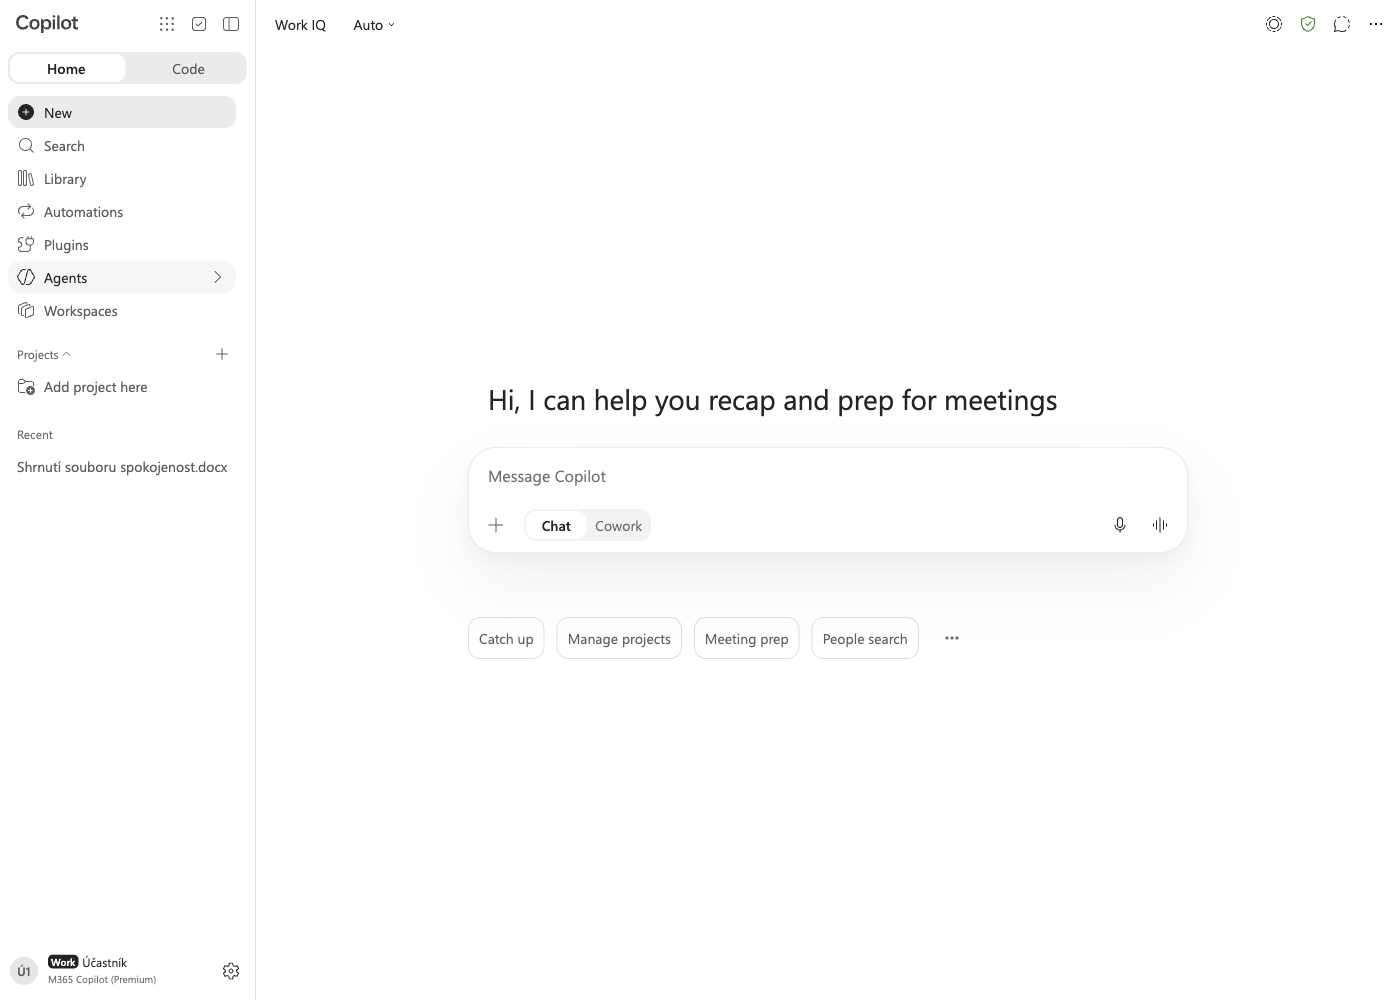 Copilot
Home
Code
New
Search
Library
Automations
Plugins
Agents
Workspaces
Projects
Add project here
Recent
Shrnutí souboru spokojenost.docx
Ú1
Work Účastník
M365 Copilot (Premium)
Work IQ
Auto
Hi, I can help you recap and prep for meetings
Message Copilot
Chat
Cowork
Catch up
Manage projects
Meeting prep
People search